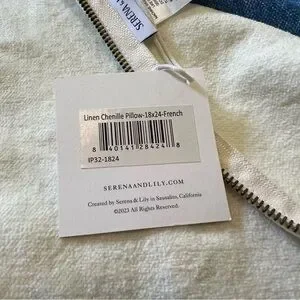 SERENA &
Linen Chenille Pillow-18x24-French
8 40141 28424 8
IP32-1824
SERENAANDLILY.COM
Created by Serena & Lily in Sausalito, California
©2023 All Rights Reserved.